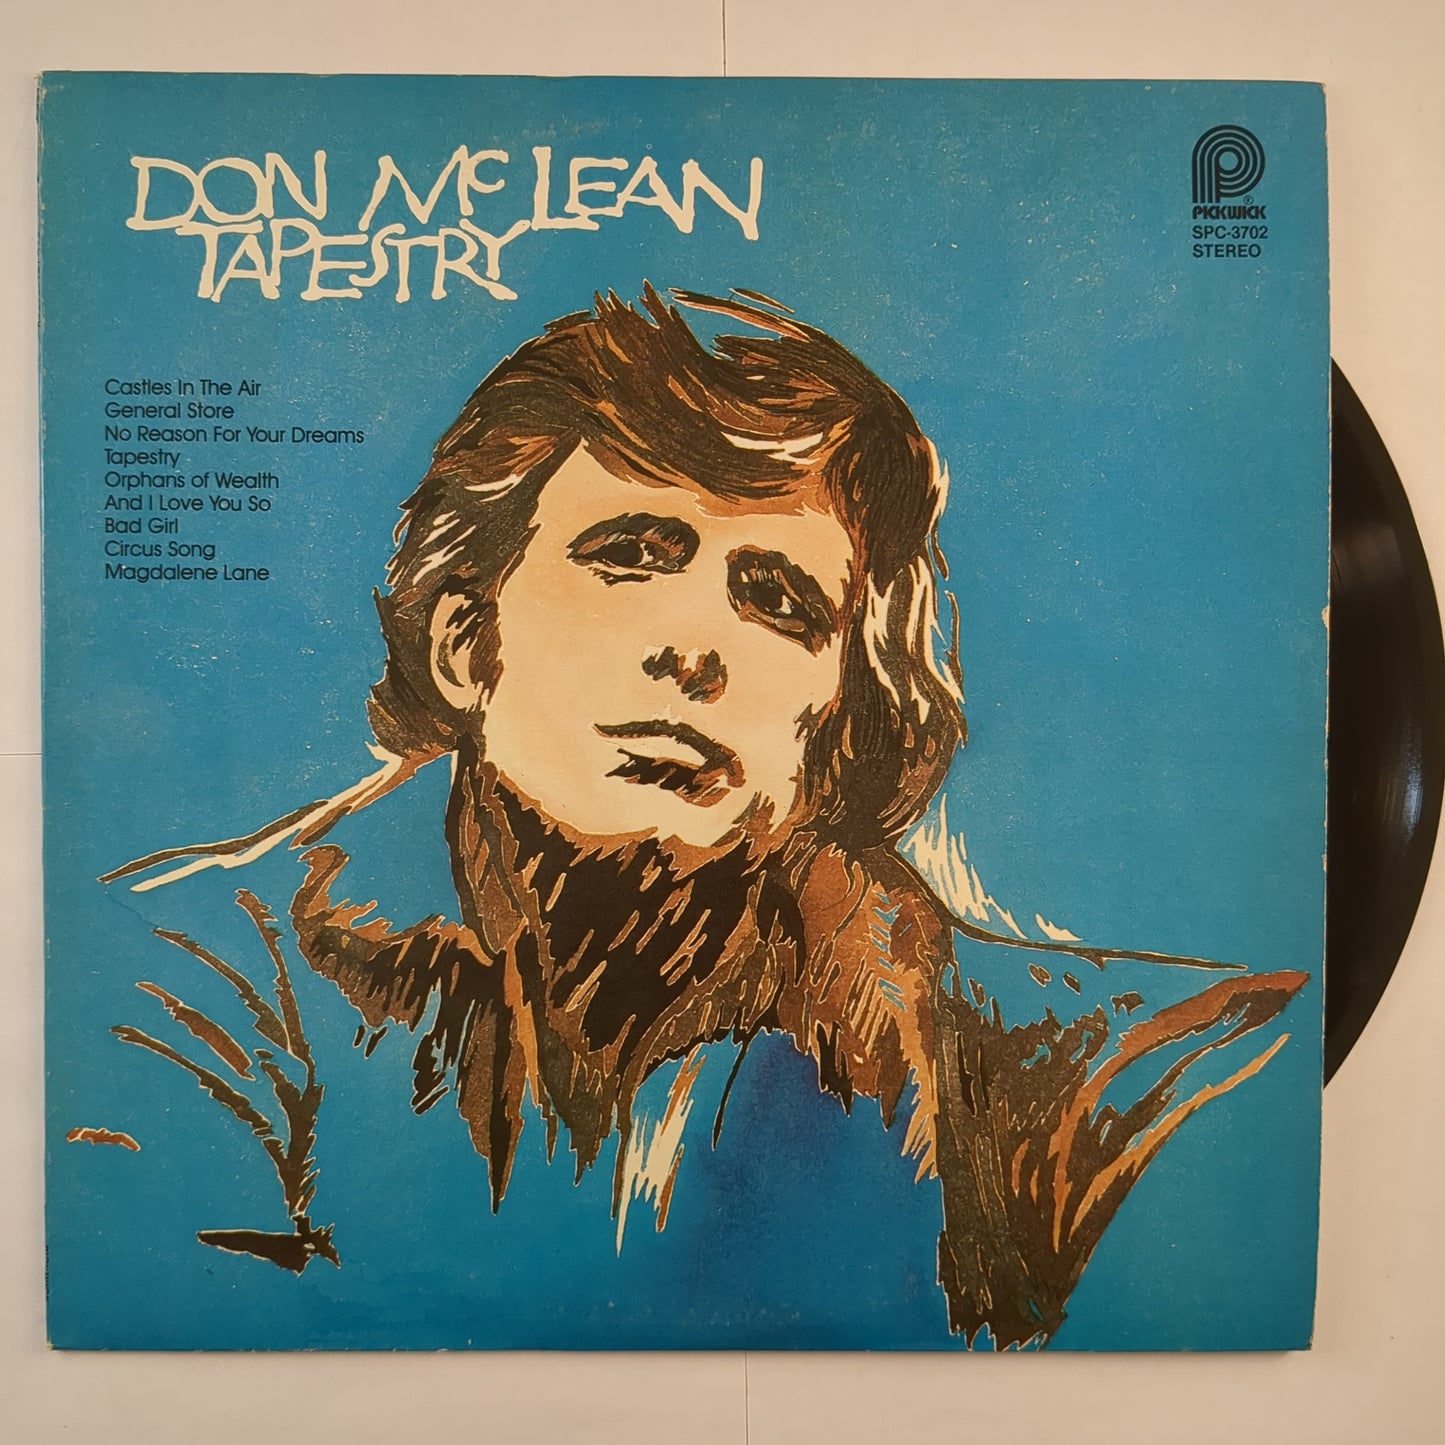 DON McLEAN
TAPESTRY
PICKWICK®
SPC-3702
STEREO
Castles In The Air
General Store
No Reason For Your Dreams
Tapestry
Orphans of Wealth
And I Love You So
Bad Girl
Circus Song
Magdalene Lane